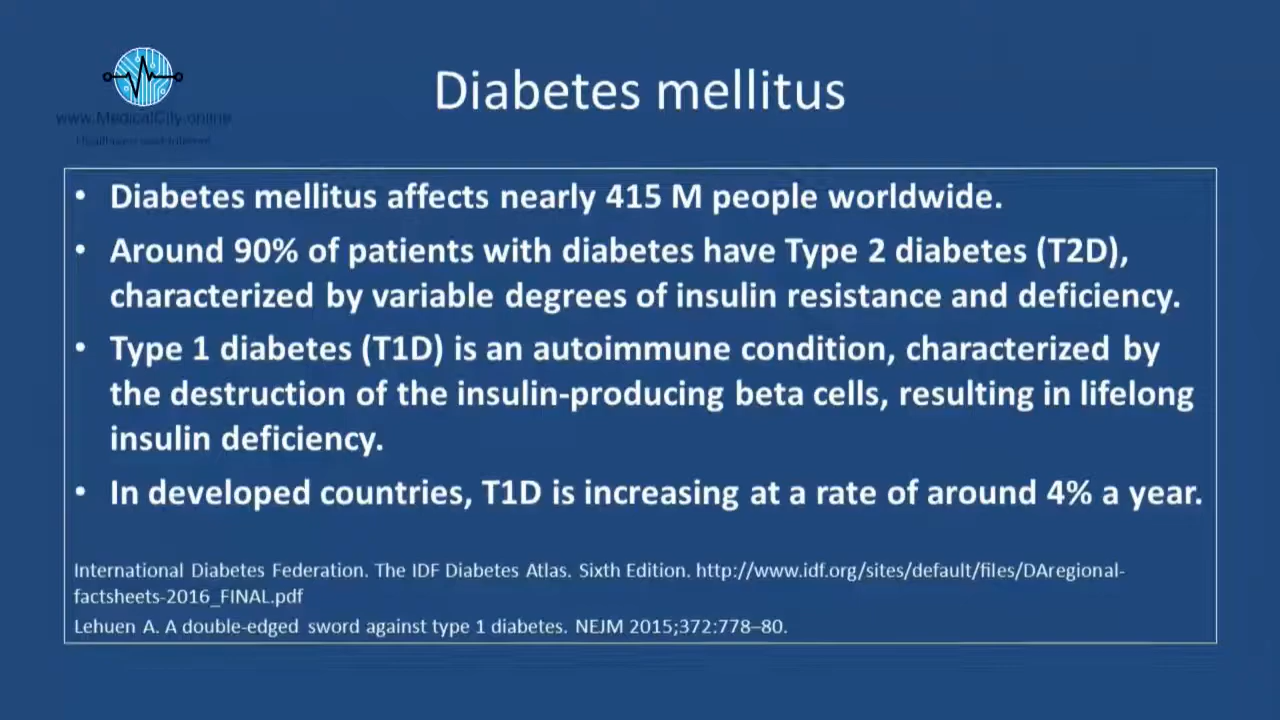 www.MedicalCity.online
Diabetes mellitus
• Diabetes mellitus affects nearly 415 M people worldwide.
• Around 90% of patients with diabetes have Type 2 diabetes (T2D),
characterized by variable degrees of insulin resistance and deficiency.
• Type 1 diabetes (T1D) is an autoimmune condition, characterized by
the destruction of the insulin-producing beta cells, resulting in lifelong
insulin deficiency.
• In developed countries, T1D is increasing at a rate of around 4% a year.
International Diabetes Federation. The IDF Diabetes Atlas. Sixth Edition. http://www.idf.org/sites/default/files/DAregional-
factsheets-2016_FINAL.pdf
Lehuen A. A double-edged sword against type 1 diabetes. NEJM 2015;372:778–80.